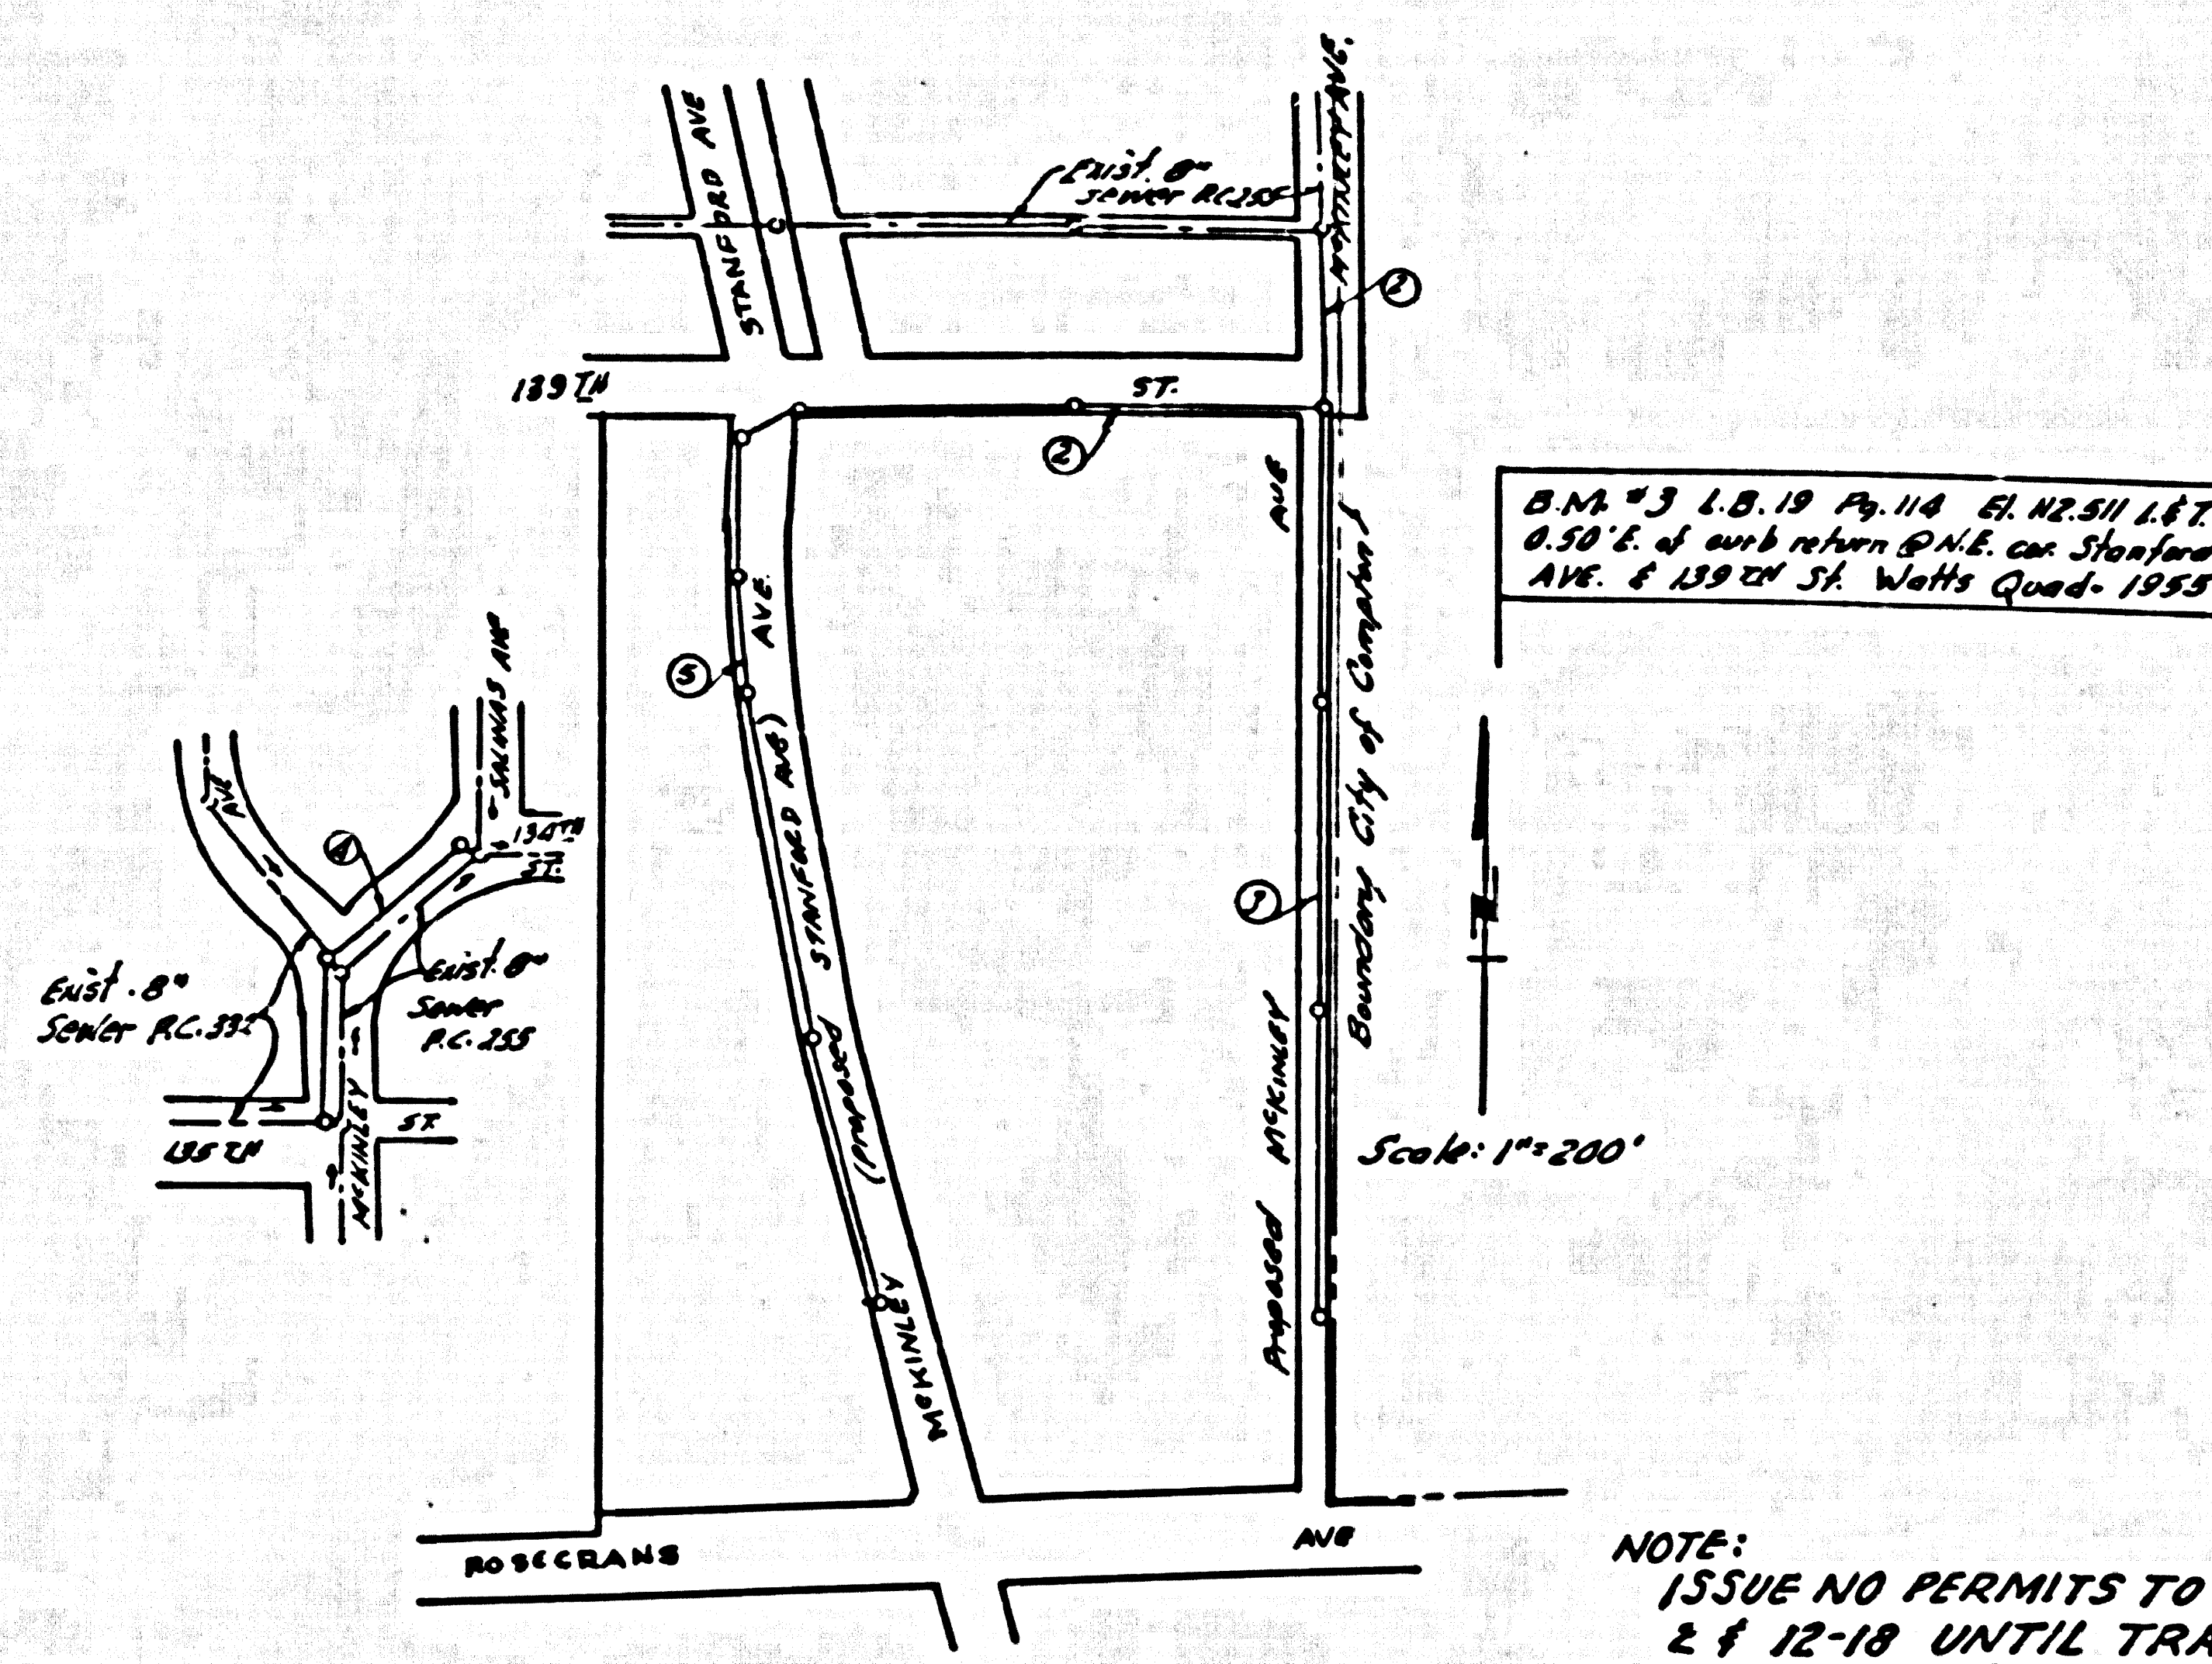 STANFORD AVE
MCKINLEY AVE.
Exist. 8"
sewer P.C. 255
2
139TH
ST.
2
AVE
B.M. #3 L.B. 19 Pg. 114 El. 112.511 L.&T.
0.50' E. of curb return @ N.E. cor. Stanford
AVE. & 139TH St. Watts Quad- 1955
AVE.
5
Boundary City of Compton
SALINAS AVE
AVE
134TH
ST.
4
STANFORD AVE)
(Proposed
3
Exist. 8"
Sewer P.C. 332
Exist. 8"
Sewer
P.C. 255
135TH
ST.
MCKINLEY
N
Scale: 1"=200'
Proposed MCKINLEY
MCKINLEY
ROSECRANS
AVE
NOTE:
ISSUE NO PERMITS TO
2 & 12-18 UNTIL TRA